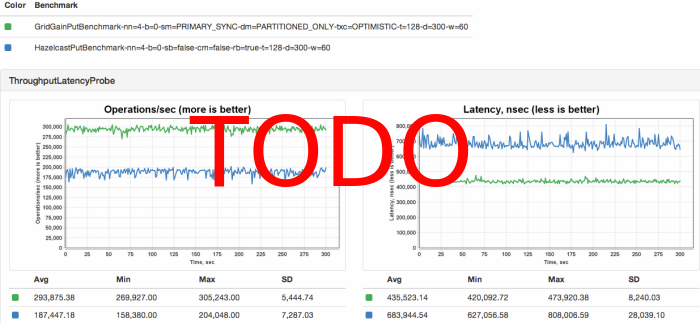 Color Benchmark
GridGainPutBenchmark-nn=4-b=0-sm=PRIMARY_SYNC-dm=PARTITIONED_ONLY-txc=OPTIMISTIC-t=128-d=300-w=60
HazelcastPutBenchmark-nn=4-b=0-sb=false-cm=false-rb=true-t=128-d=300-w=60
ThroughputLatencyProbe
TODO
Operations/sec (more is better)
Operations/sec (more is better)
300,000
275,000
250,000
225,000
200,000
175,000
150,000
125,000
100,000
75,000
50,000
25,000
0
0 25 50 75 100 125 150 175 200 225 250 275 300
Time, sec
Avg Min Max SD
293,875.38 269,927.00 305,243.00 5,444.74
187,447.18 158,380.00 204,048.00 7,287.03
Latency, nsec (less is better)
Latency, nsec (less is better)
800,000
700,000
600,000
500,000
400,000
300,000
200,000
100,000
0
0 25 50 75 100 125 150 175 200 225 250 275 300
Time, sec
Avg Min Max SD
435,523.14 420,092.72 473,920.38 8,240.03
683,944.54 627,056.58 808,006.59 28,039.10